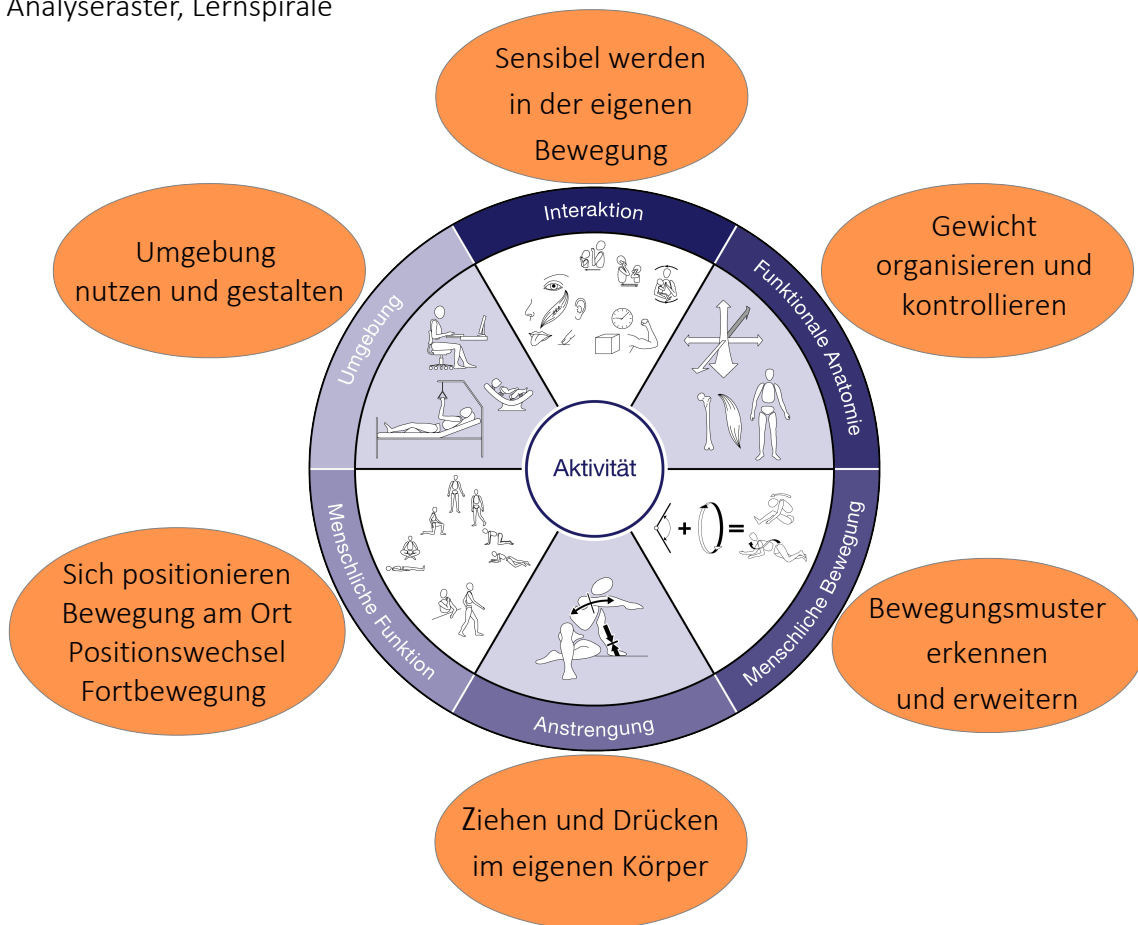 Analyseraster, Lernspirale
Sensibel werden
in der eigenen
Bewegung
Umgebung
nutzen und gestalten
Gewicht
organisieren und
kontrollieren
Interaktion
Funktionale Anatomie
Umgebung
Aktivität
+ =
Menschliche Bewegung
Menschliche Funktion
Anstrengung
Sich positionieren
Bewegung am Ort
Positionswechsel
Fortbewegung
Bewegungsmuster
erkennen
und erweitern
Ziehen und Drücken
im eigenen Körper